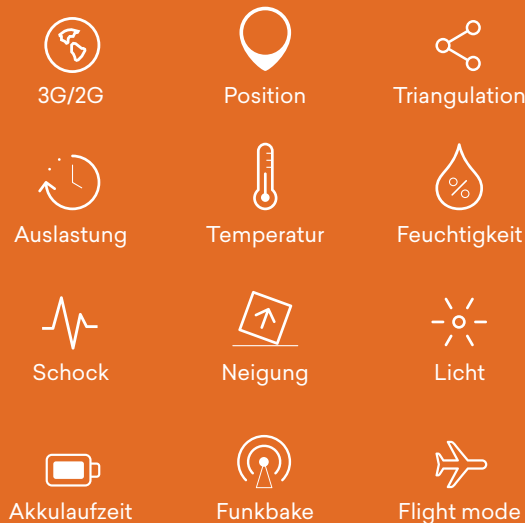 3G/2G
Position
Triangulation
Auslastung
Temperatur
%
Feuchtigkeit
Schock
Neigung
Licht
Akkulaufzeit
Funkbake
Flight mode